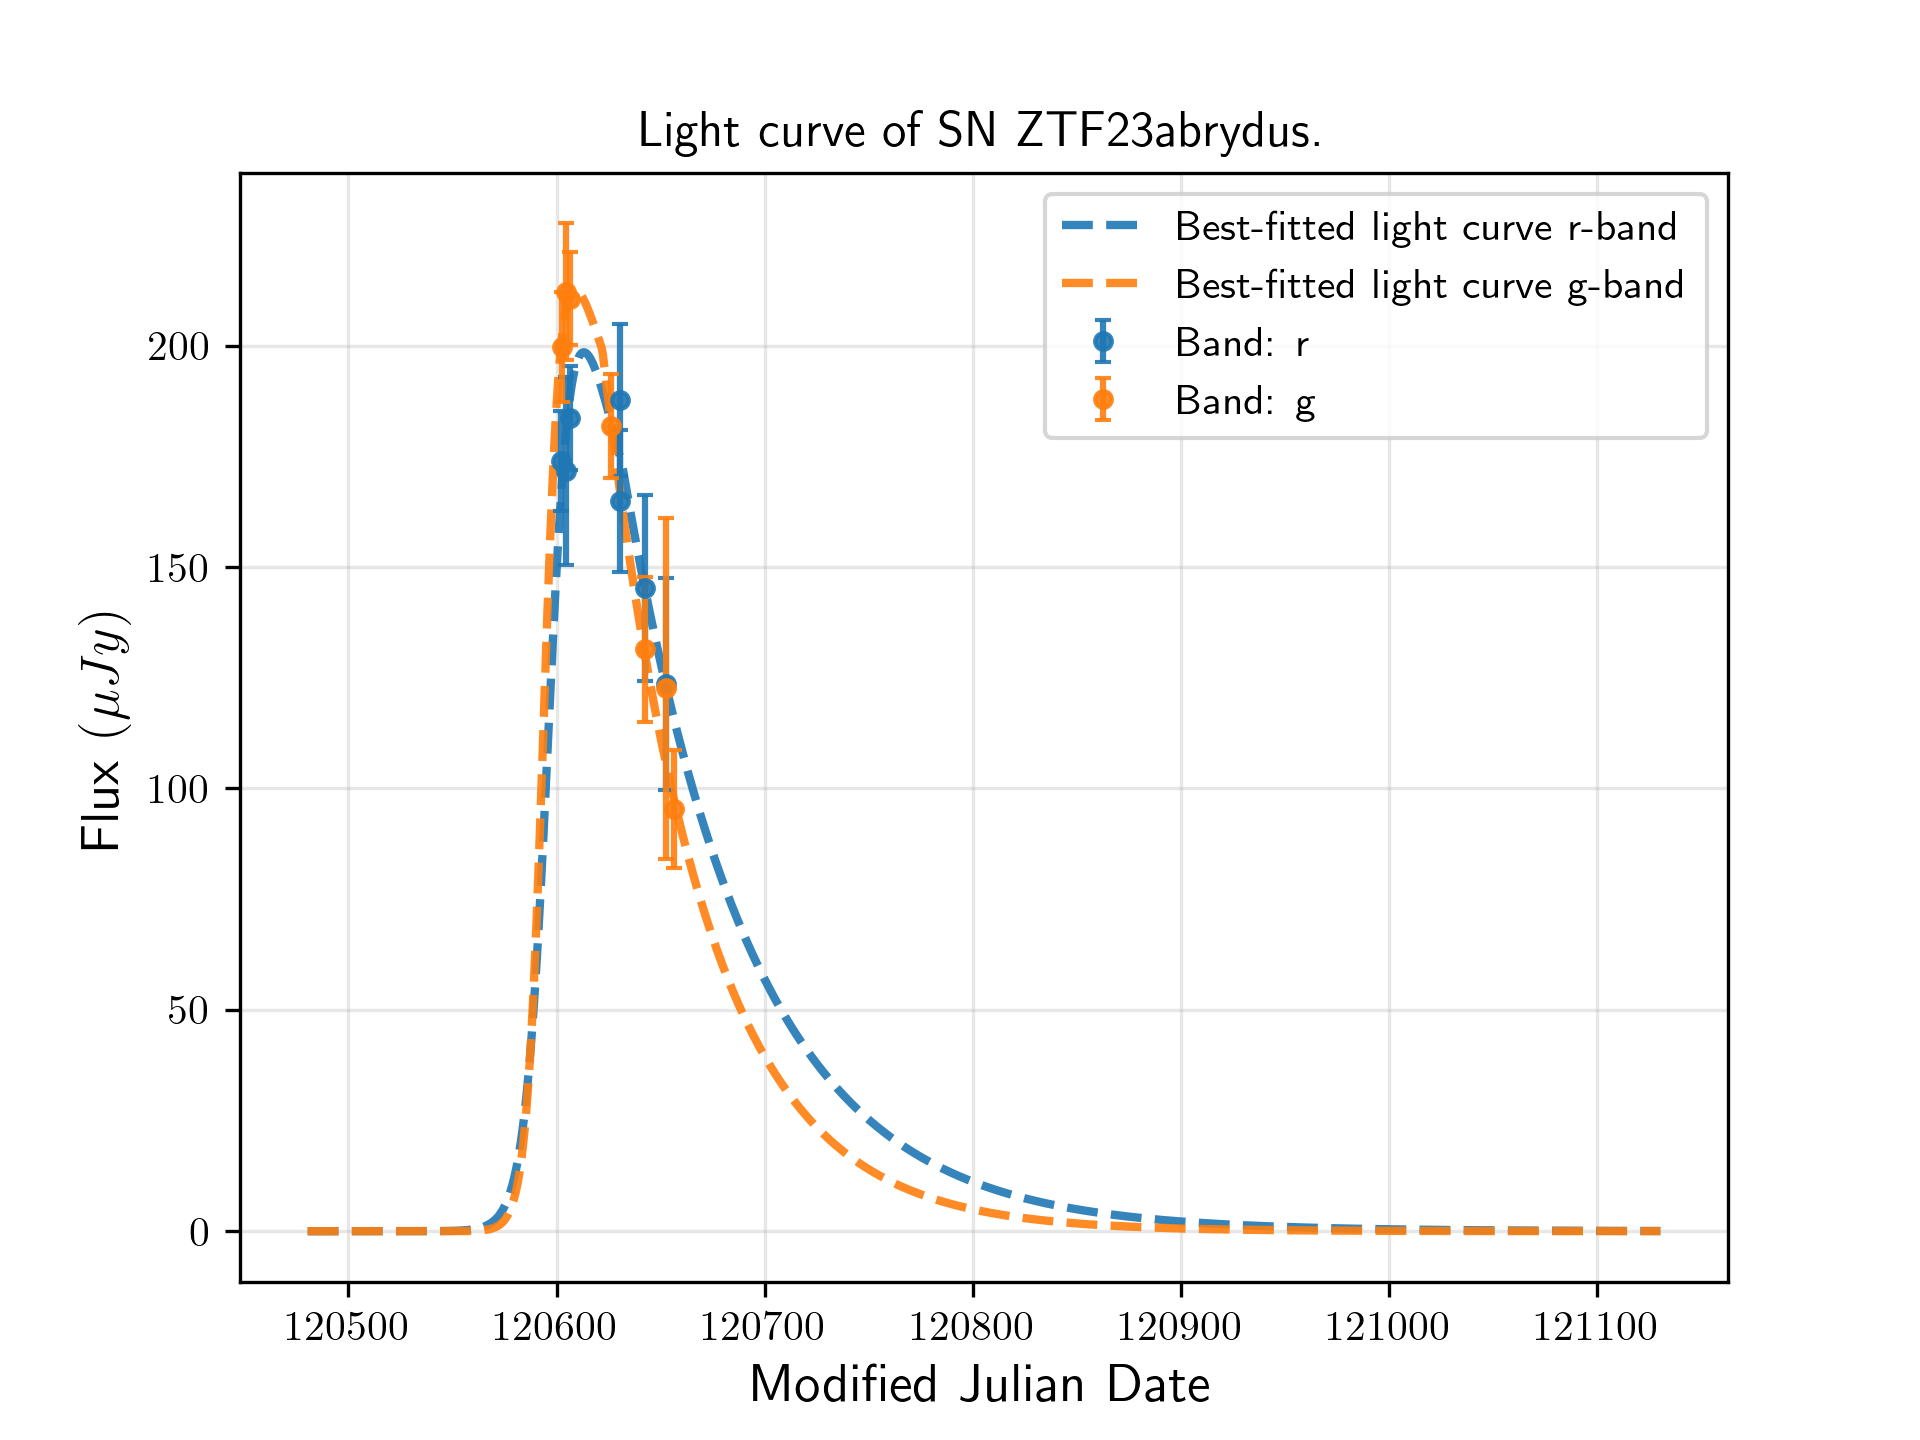 Light curve of SN ZTF23abrydus.
Best-fitted light curve r-band
Best-fitted light curve g-band
Band: r
Band: g
Flux (μJy)
200
150
100
50
0
120500 120600 120700 120800 120900 121000 121100
Modified Julian Date